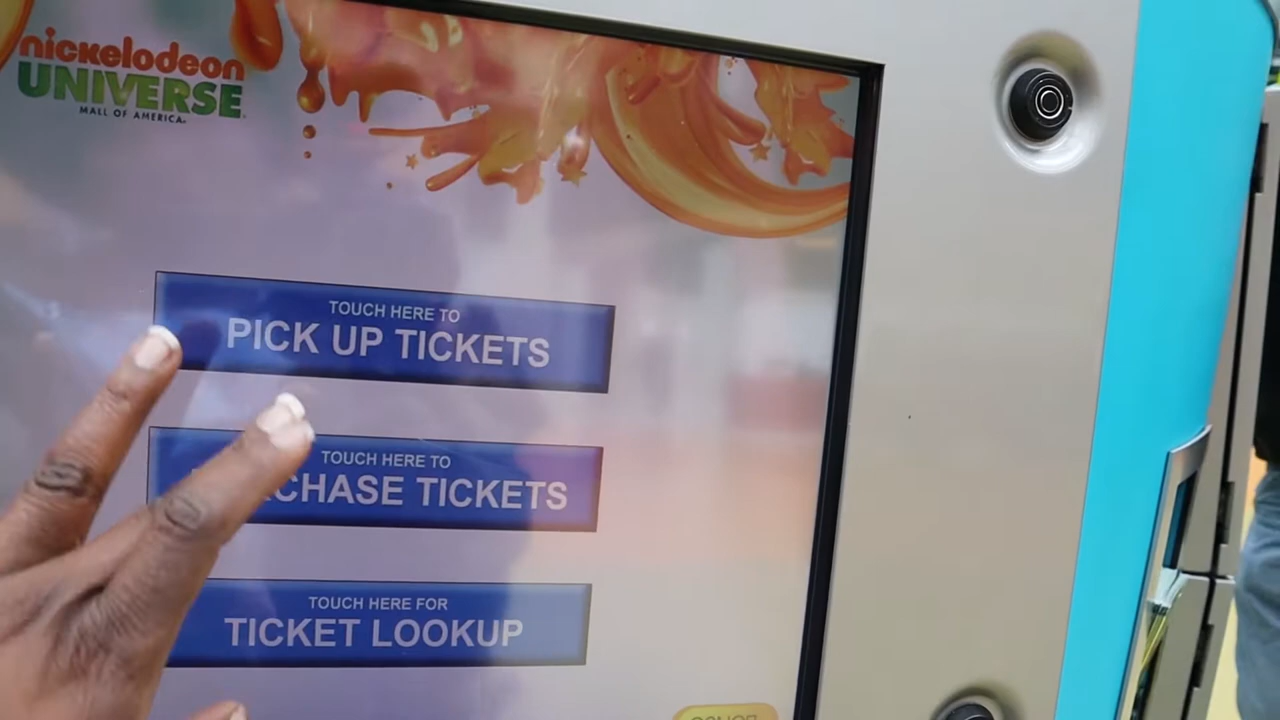 nickelodeon
UNIVERSE
MALL OF AMERICA
TOUCH HERE TO
PICK UP TICKETS
TOUCH HERE TO
CHASE TICKETS
TOUCH HERE FOR
TICKET LOOKUP